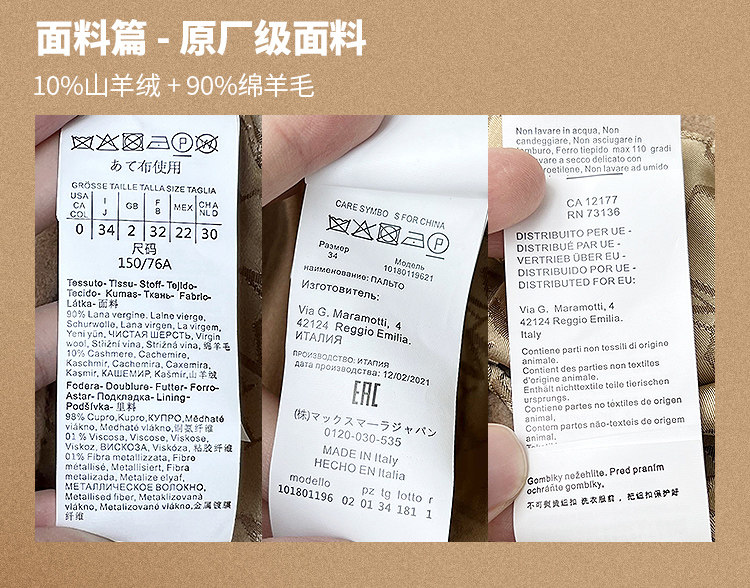 面料篇 - 原厂级面料
10%山羊绒 + 90%绵羊毛
P
あて布使用
GRÖSSE TAILLE TALLA SIZE TAGLIA
USA CA COL | I J | GB | F B | MEX | CHA NLD
0 | 34 | 2 | 32 | 22 | 30
尺码
150/76A
Tessuto- Tissu- Stoff- Tejido-
Tecido- Kumas- Ткань- Fabric-
Látka- 面料
90% Lana vergine, Laine vierge,
Schurwolle, Lana virgen, La virgem,
Yeni yün, ЧИСТАЯ ШЕРСТЬ, Virgin
wool, Střižní vlna, Strižná vlna, 绵羊毛
10% Cashmere, Cachemire,
Kaschmir, Cachemira, Caxemira,
Kaşmir, КАШЕМИР, Kašmír,山羊绒
Fodera- Doublure- Futter- Forro-
Astar- Подкладка- Lining-
Podšívka- 里料
98% Cupro,Kupro,КУПРО,Mědnaté
vlákno, Meďnaté vlákno,铜氨纤维
01 % Viscosa, Viscose, Viskose,
Viskoz, ВИСКОЗА, Viskóza, 粘胶纤维
01% Fibra metallizzata, Fibre
métallisé, Metallisiert, Fibra
metalizada, Metalize elyaf,
МЕТАЛЛИЧЕСКОЕ ВОЛОКНО,
Metallised fiber, Metaklizovaná
vlákno, Metalizované vlákno,金属镀膜
纤维
CARE SYMBO S FOR CHINA
P
Размер
34
Модель
10180119621
наименование: ПАЛЬТО
Изготовитель:
Via G. Maramotti, 4
42124 Reggio Emilia.
ИТАЛИЯ
производство: ИТАЛИЯ
дата производства: 12/02/2021
EAC
(株)マックスマーラジャパン
0120-030-535
MADE IN Italy
HECHO EN Italia
modello pz tg lotto r
101801196 02 01 34 181 1
Non lavare in acqua, Non
candeggiare, Non asciugare in
tamburo, Ferro tiepido max 110 gradi
lavare a secco delicato con
Non lavare ad umido
CA 12177
RN 73136
DISTRIBUITO PER UE -
DISTRIBUÉ PAR UE -
VERTRIEB ÜBER EU -
DISTRIBUIDO POR UE -
DISTRIBUTED FOR EU:
Via G. Maramotti, 4
42124 Reggio Emilia.
Italy
Contiene parti non tessili di origine
animale.
Contient des parties non textiles
d'origine animale.
Enthält nichttextile teile tierischen
ursprungs.
Contiene partes no téxteles de origen
animal.
Contem partes não-texteis de origem
animal.
Gombíky nežehlite. Pred praním
ochráňte gombíky.
不可熨烫纽扣 洗衣服前，把纽扣保护好